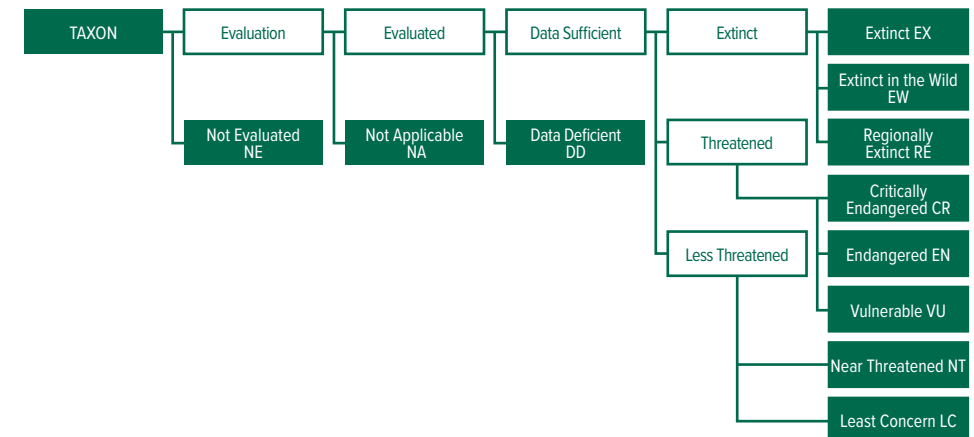 TAXON
Evaluation
Evaluated
Data Sufficient
Extinct
Extinct EX
Extinct in the Wild
EW
Not Evaluated
NE
Not Applicable
NA
Data Deficient
DD
Threatened
Regionally
Extinct RE
Critically
Endangered CR
Less Threatened
Endangered EN
Vulnerable VU
Near Threatened NT
Least Concern LC